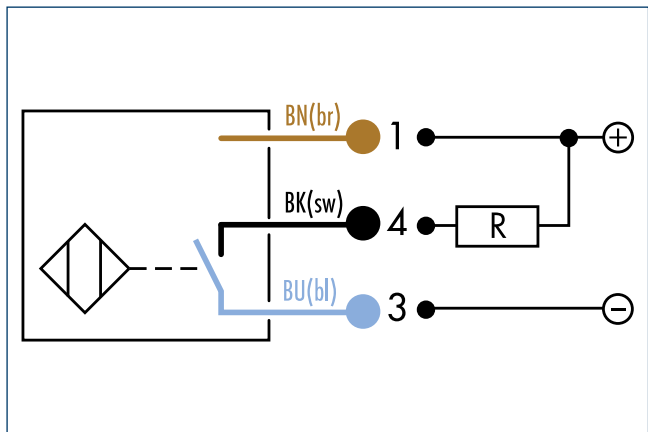 BN(br) 1 +
BK(sw) 4 R
BU(bl) 3 −